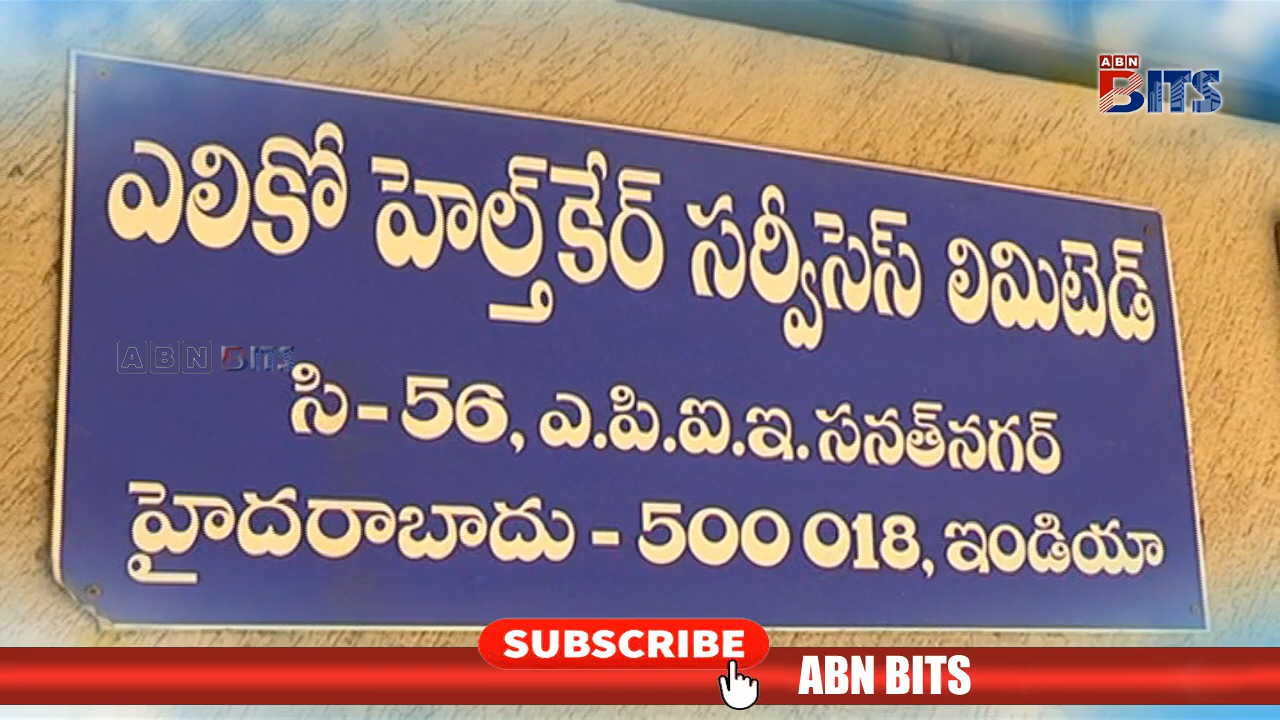 ABN
BITS
ఎలికో హెల్త్‌కేర్ సర్వీసెస్ లిమిటెడ్
ABN BITS
సి-56, ఎ.పి.ఐ.ఇ. సనత్‌నగర్
హైదరాబాదు - 500 018, ఇండియా
SUBSCRIBE
ABN BITS